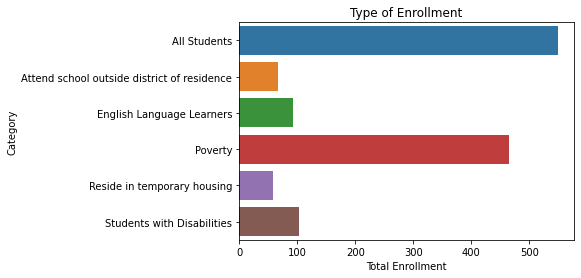 Type of Enrollment
Category
All Students
Attend school outside district of residence
English Language Learners
Poverty
Reside in temporary housing
Students with Disabilities
0 100 200 300 400 500
Total Enrollment